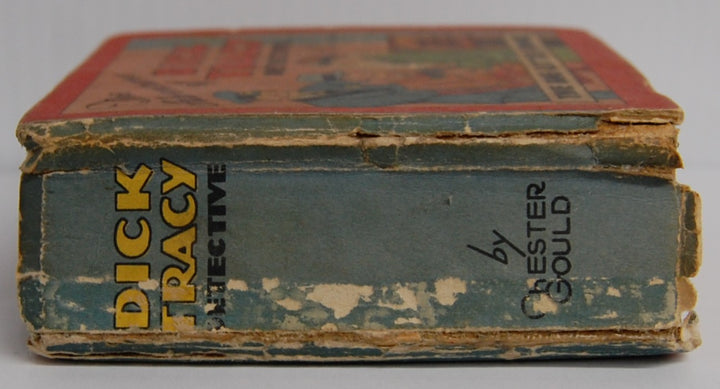 DICK
TRACY
DETECTIVE
by
CHESTER
GOULD